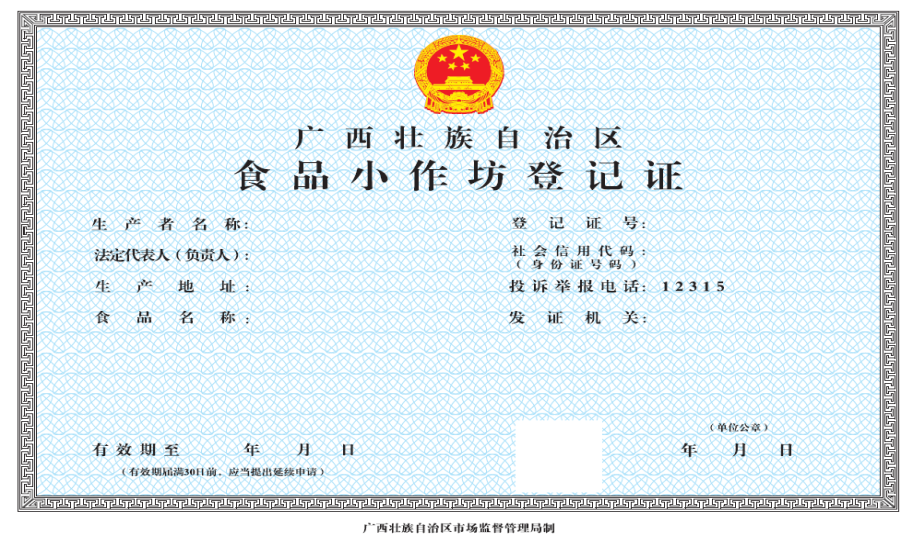 广西壮族自治区
食品小作坊登记证
生产者名称:
登记证号:
法定代表人(负责人):
社会信用代码:
(身份证号码)
生产地址:
投诉举报电话: 12315
食品名称:
发证机关:
(单位公章)
有效期至 年 月 日
年 月 日
(有效期届满30日前,应当提出延续申请)
广西壮族自治区市场监督管理局制